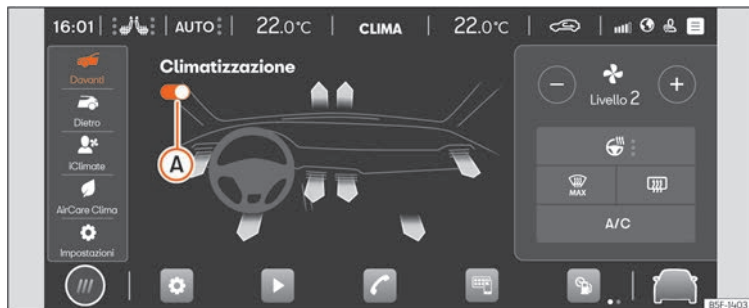 16:01 AUTO 22.0°C CLIMA 22.0°C
Davanti
Dietro
iClimate
AirCare Clima
Impostazioni
Climatizzazione
A
Livello 2
MAX
A/C
B5F-1403